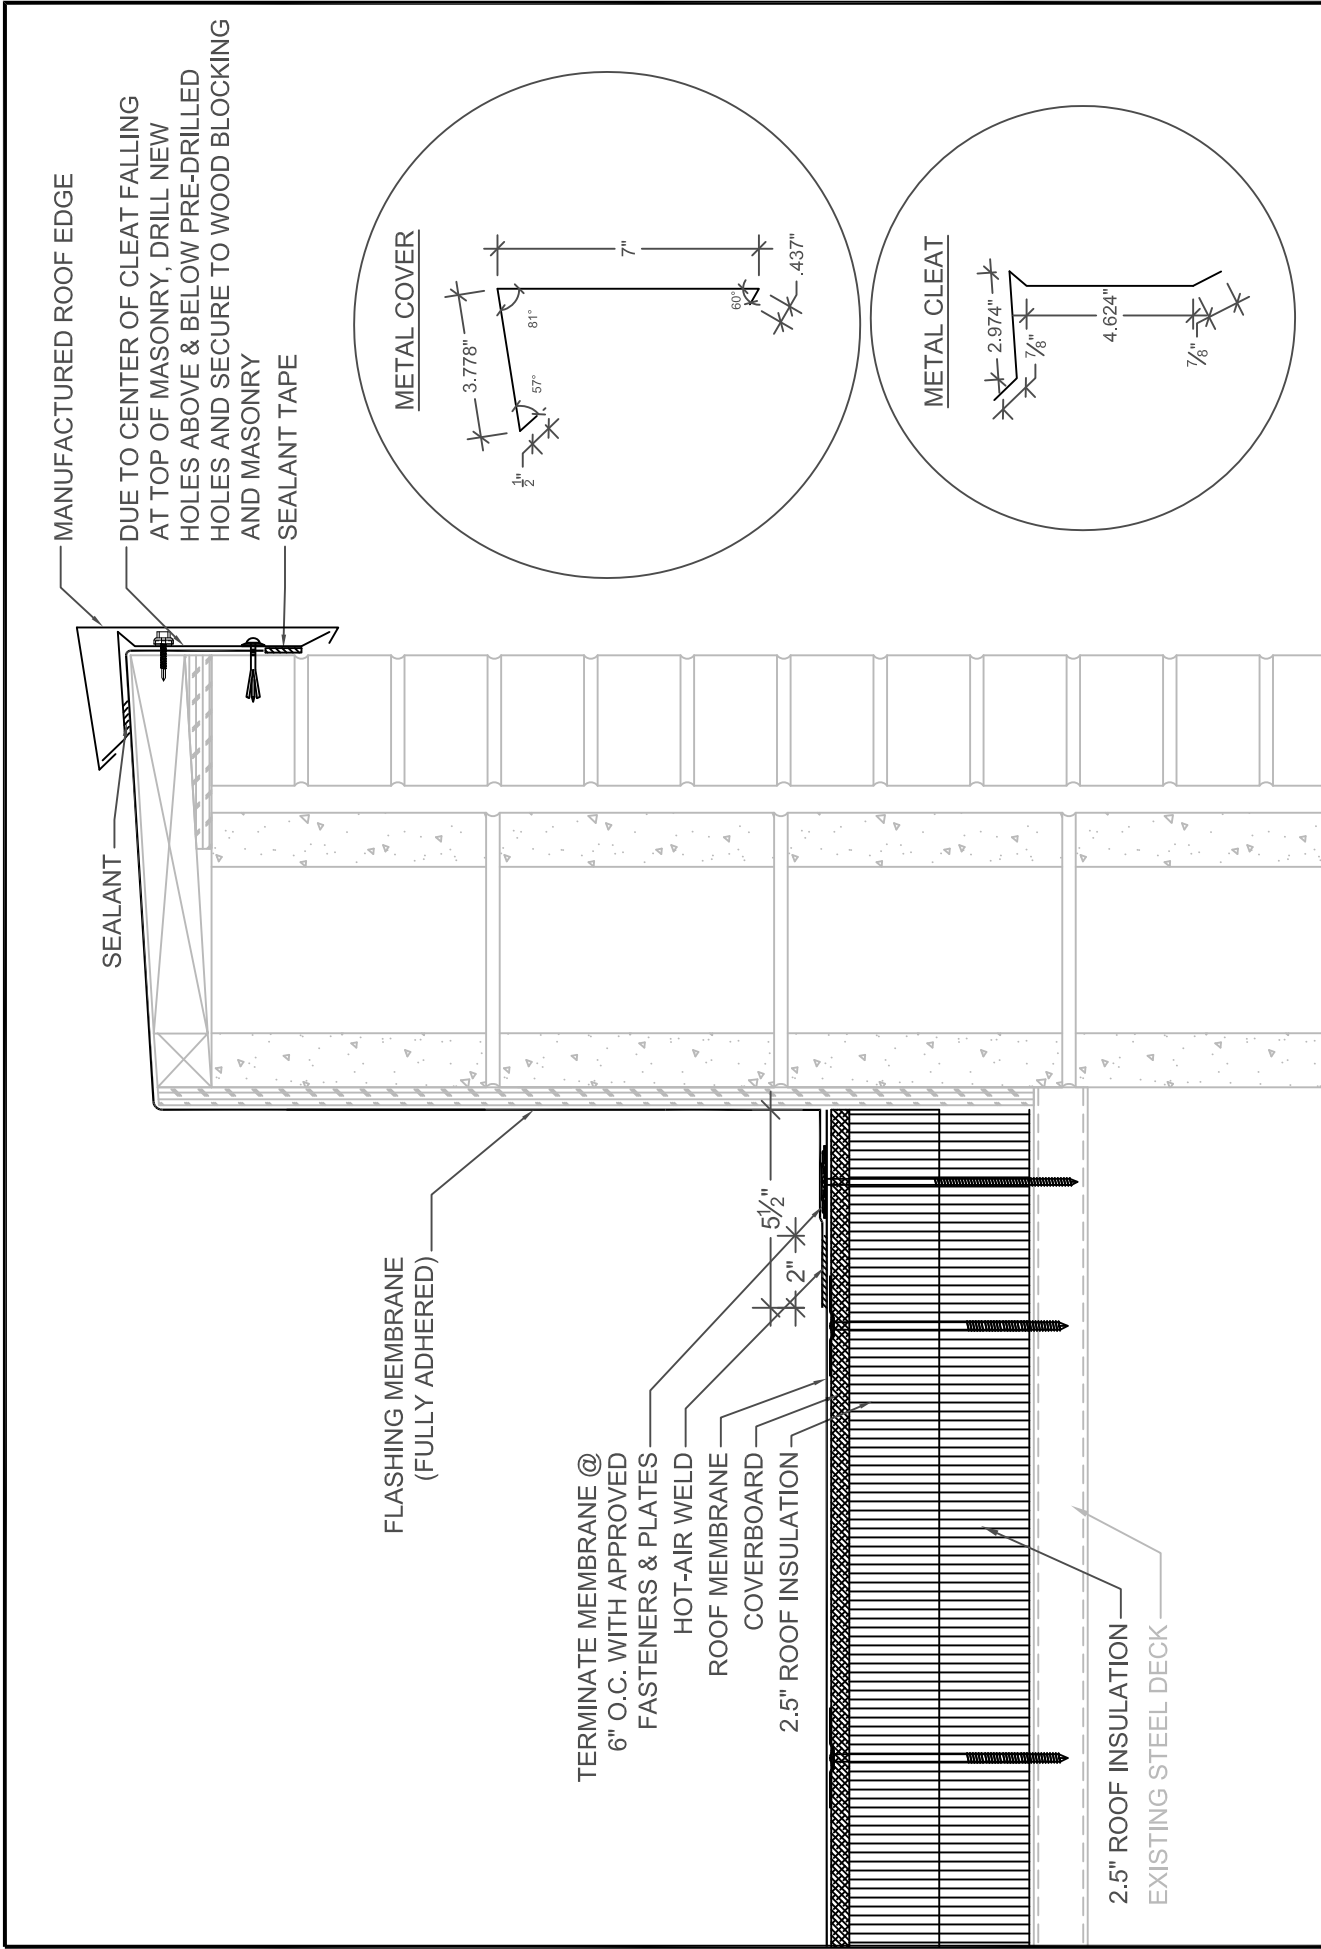 MANUFACTURED ROOF EDGE
DUE TO CENTER OF CLEAT FALLING
AT TOP OF MASONRY, DRILL NEW
HOLES ABOVE & BELOW PRE-DRILLED
HOLES AND SECURE TO WOOD BLOCKING
AND MASONRY
SEALANT TAPE
SEALANT
METAL COVER
3.778"
81°
57°
½"
7"
60°
.437"
METAL CLEAT
2.974"
⅞"
4.624"
⅞"
FLASHING MEMBRANE
(FULLY ADHERED)
5½"
2"
TERMINATE MEMBRANE @
6" O.C. WITH APPROVED
FASTENERS & PLATES
HOT-AIR WELD
ROOF MEMBRANE
COVERBOARD
2.5" ROOF INSULATION
2.5" ROOF INSULATION
EXISTING STEEL DECK